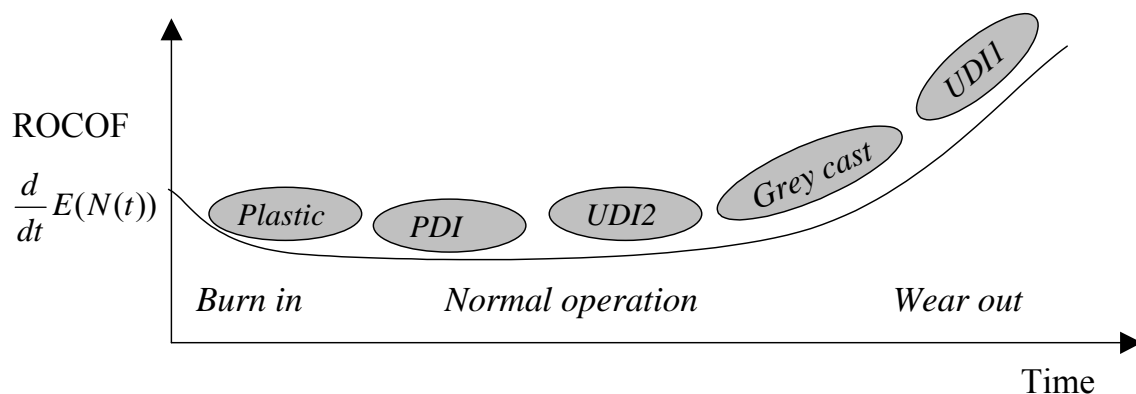 UDI1
ROCOF
Grey cast
d/dt E(N(t))
Plastic
PDI
UDI2
Burn in
Normal operation
Wear out
Time